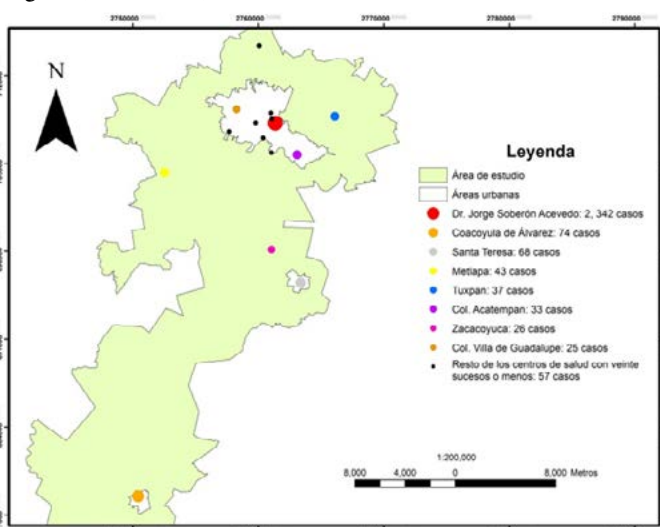 2750000 2760000 2770000 2780000 2790000
N
Leyenda
Área de estudio
Áreas urbanas
Dr. Jorge Soberón Acevedo: 2, 342 casos
Coacoyula de Álvarez: 74 casos
Santa Teresa: 68 casos
Metlapa: 43 casos
Tuxpan: 37 casos
Col. Acatempan: 33 casos
Zacacoyuca: 26 casos
Col. Villa de Guadalupe: 25 casos
Resto de los centros de salud con veinte
sucesos o menos: 57 casos
1:200,000
8,000 4,000 0 8,000 Metros